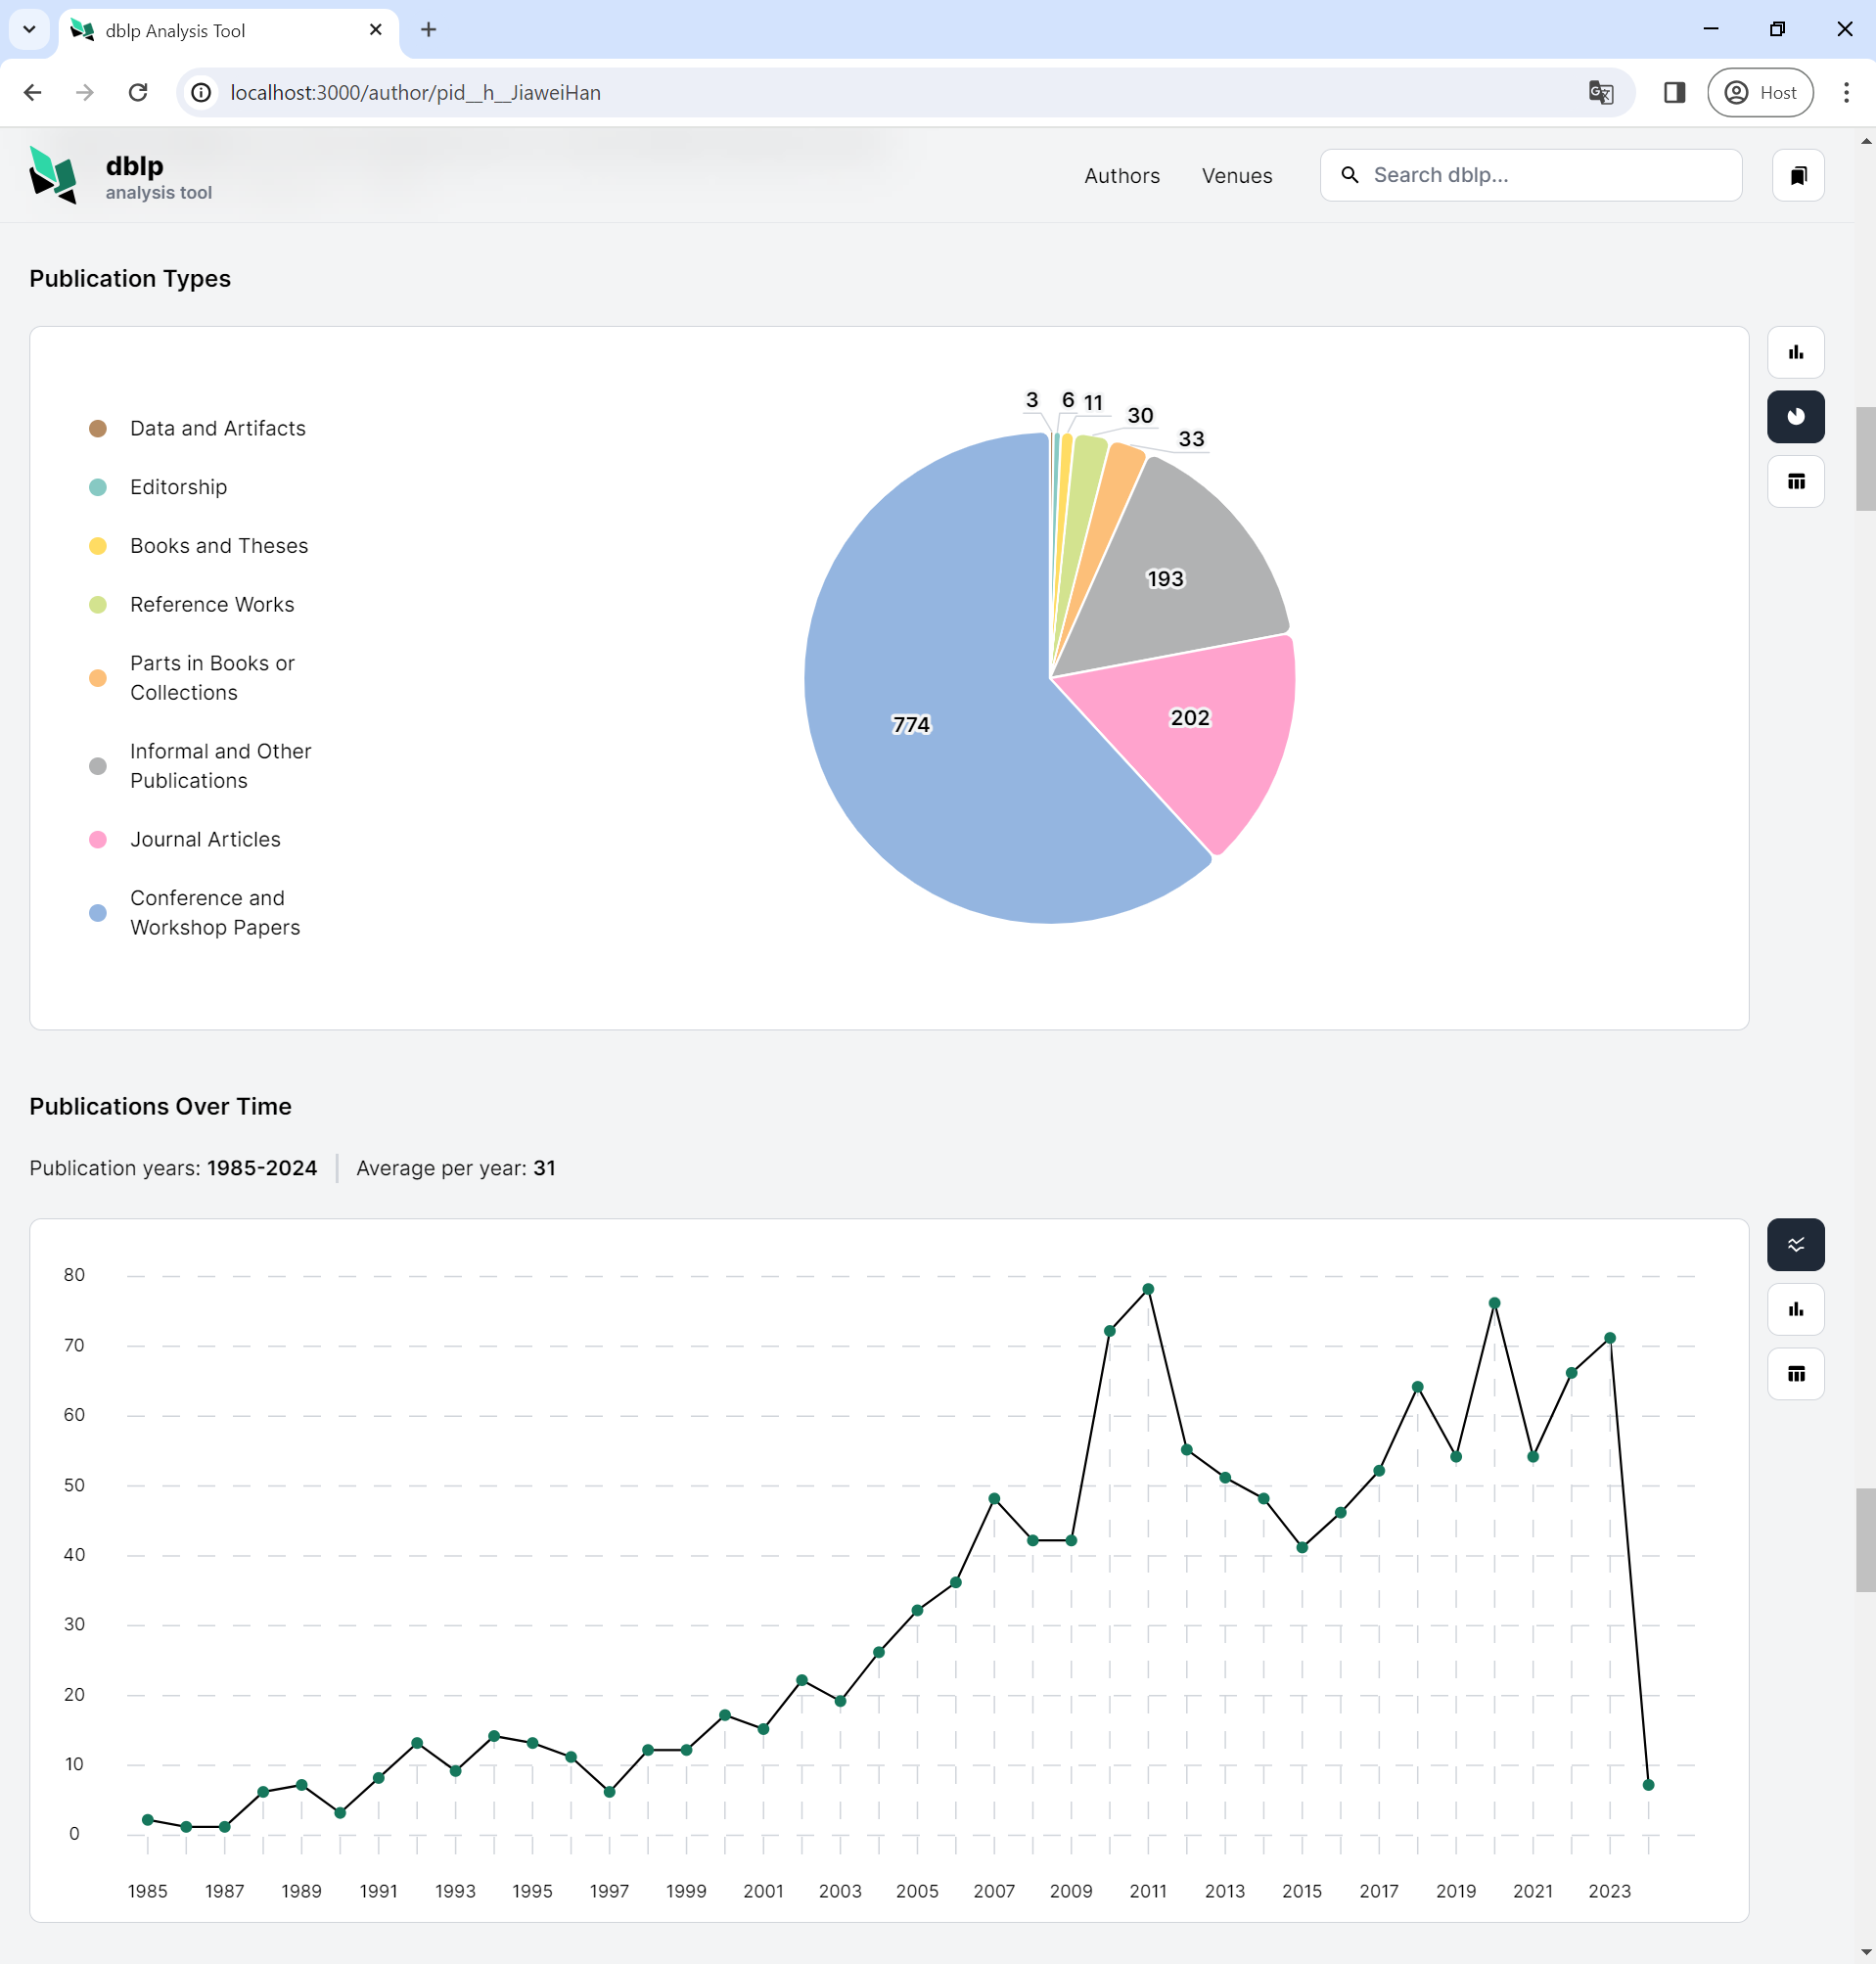 dblp Analysis Tool
localhost:3000/author/pid__h__JiaweiHan
Host
dblp
analysis tool
Authors
Venues
Search dblp...
Publication Types
Data and Artifacts
Editorship
Books and Theses
Reference Works
Parts in Books or
Collections
Informal and Other
Publications
Journal Articles
Conference and
Workshop Papers
3
6
11
30
33
193
202
774
Publications Over Time
Publication years: 1985-2024
Average per year: 31
80
70
60
50
40
30
20
10
0
1985 1987 1989 1991 1993 1995 1997 1999 2001 2003 2005 2007 2009 2011 2013 2015 2017 2019 2021 2023